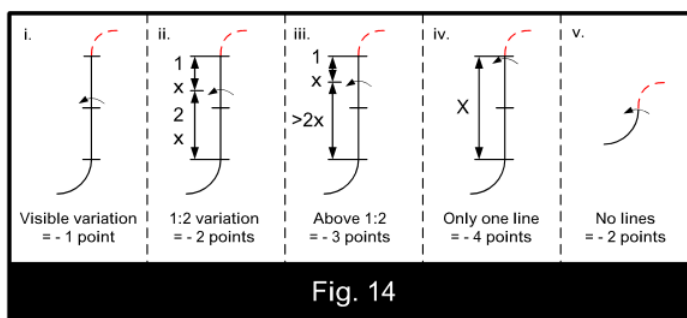 i.
ii.
iii.
iv.
v.
1
x
2
x
1
x
>2x
X
Visible variation
= - 1 point
1:2 variation
= - 2 points
Above 1:2
= - 3 points
Only one line
= - 4 points
No lines
= - 2 points
Fig. 14